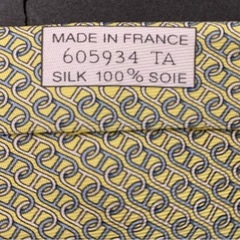 MADE IN FRANCE
605934 TA
SILK 100% SOIE